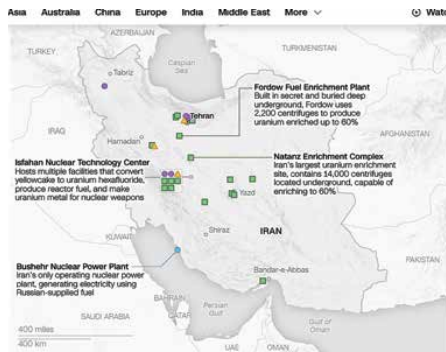 Asia Australia China Europe India Middle East More Watc
AZERBAIJAN
TURKEY
Caspian
Sea
TURKMENISTAN
Tabriz
Tehran
Fordow Fuel Enrichment Plant
Built in secret and buried deep
underground, Fordow uses
2,200 centrifuges to produce
uranium enriched up to 60%
IRAQ
Hamadan
AFGHANISTAN
Isfahan Nuclear Technology Center
Hosts multiple facilities that convert
yellowcake to uranium hexafluoride,
produce reactor fuel, and make
uranium metal for nuclear weapons
Natanz Enrichment Complex
Iran's largest uranium enrichment
site, contains 14,000 centrifuges
located underground, capable of
enriching to 60%
Yazd
Shiraz
IRAN
KUWAIT
Bushehr Nuclear Power Plant
Iran's only operating nuclear power
plant, generating electricity using
Russian-supplied fuel
Bandar-e-Abbas
PAKISTAN
BAHRAIN
Persian
Gulf
SAUDI ARABIA
QATAR
Gulf of
Oman
400 miles
400 km
UAE
OMAN